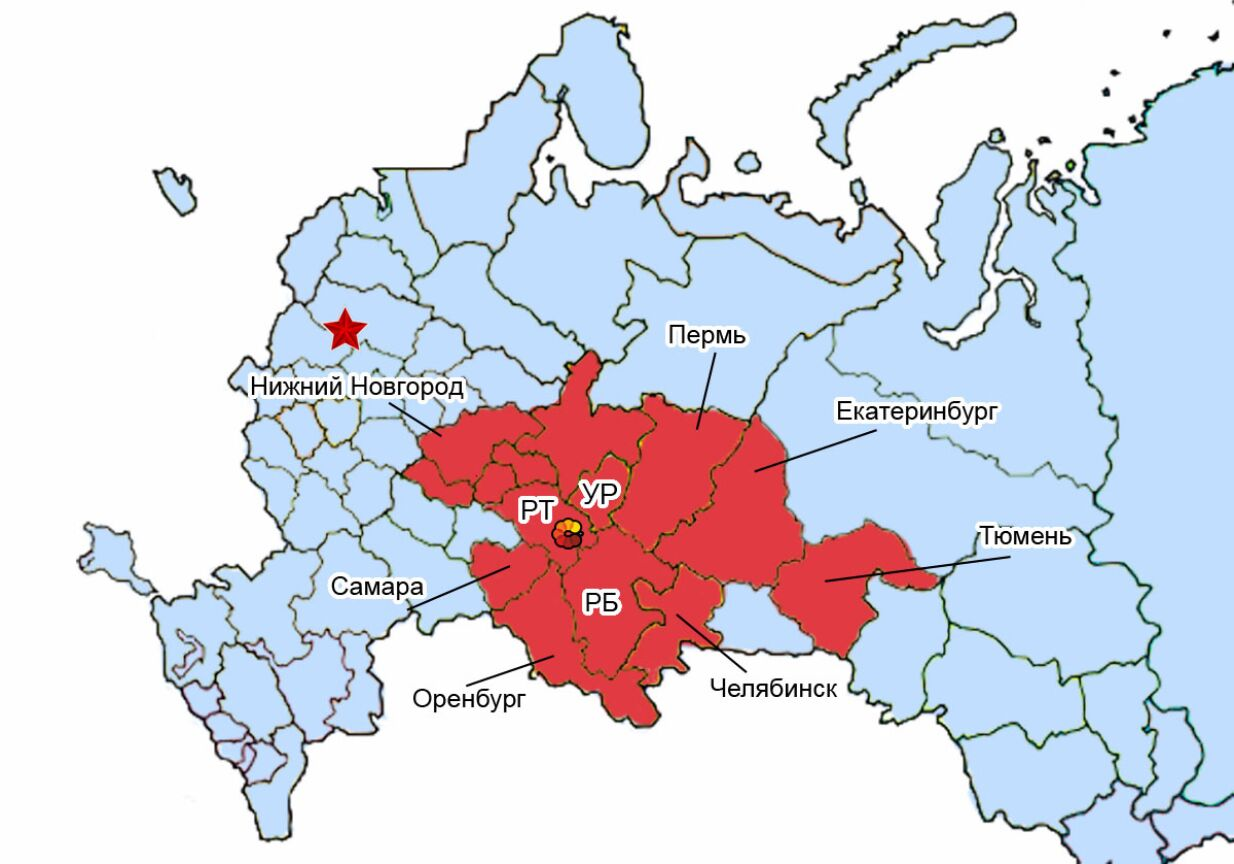 Пермь
Нижний Новгород
Екатеринбург
УР
РТ
Тюмень
Самара
РБ
Челябинск
Оренбург